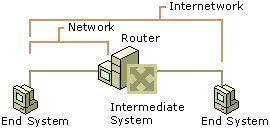 Internetwork
Network
Router
Intermediate
System
End System
End System